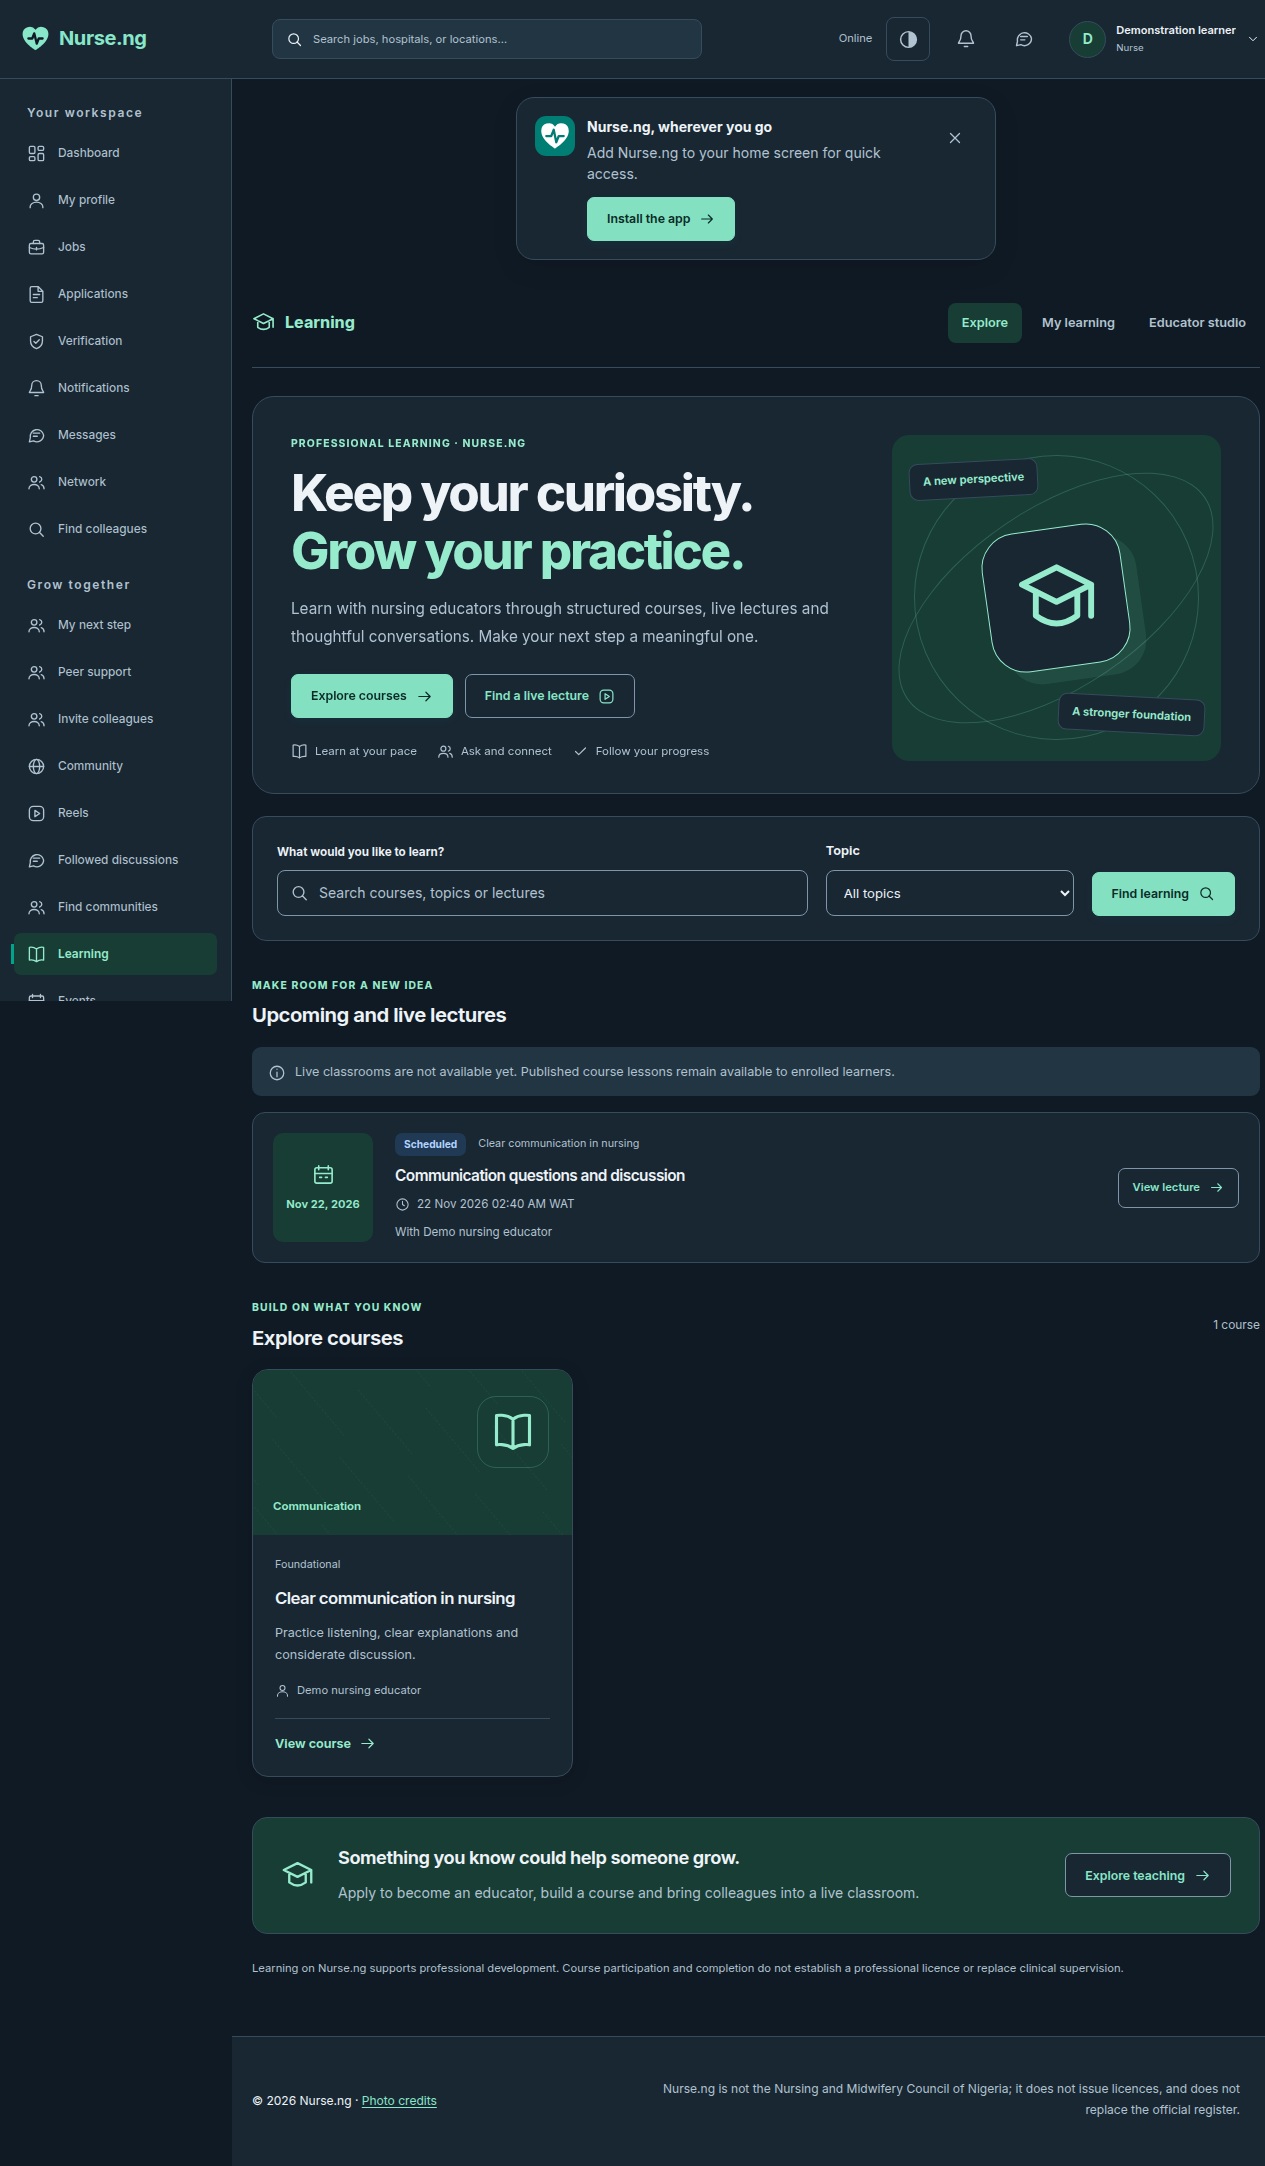 Nurse.ng
Search jobs, hospitals, or locations...
Online
D
Demonstration learner
Nurse
Your workspace
Dashboard
My profile
Jobs
Applications
Verification
Notifications
Messages
Network
Find colleagues
Grow together
My next step
Peer support
Invite colleagues
Community
Reels
Followed discussions
Find communities
Learning
Events
Nurse.ng, wherever you go
Add Nurse.ng to your home screen for quick
access.
Install the app
Learning
Explore
My learning
Educator studio
PROFESSIONAL LEARNING · NURSE.NG
Keep your curiosity.
Grow your practice.
Learn with nursing educators through structured courses, live lectures and
thoughtful conversations. Make your next step a meaningful one.
Explore courses
Find a live lecture
Learn at your pace
Ask and connect
Follow your progress
A new perspective
A stronger foundation
What would you like to learn?
Search courses, topics or lectures
Topic
All topics
Find learning
MAKE ROOM FOR A NEW IDEA
Upcoming and live lectures
Live classrooms are not available yet. Published course lessons remain available to enrolled learners.
Nov 22, 2026
Scheduled
Clear communication in nursing
Communication questions and discussion
22 Nov 2026 02:40 AM WAT
With Demo nursing educator
View lecture
BUILD ON WHAT YOU KNOW
Explore courses
1 course
Communication
Foundational
Clear communication in nursing
Practice listening, clear explanations and
considerate discussion.
Demo nursing educator
View course
Something you know could help someone grow.
Apply to become an educator, build a course and bring colleagues into a live classroom.
Explore teaching
Learning on Nurse.ng supports professional development. Course participation and completion do not establish a professional licence or replace clinical supervision.
© 2026 Nurse.ng · Photo credits
Nurse.ng is not the Nursing and Midwifery Council of Nigeria; it does not issue licences, and does not
replace the official register.